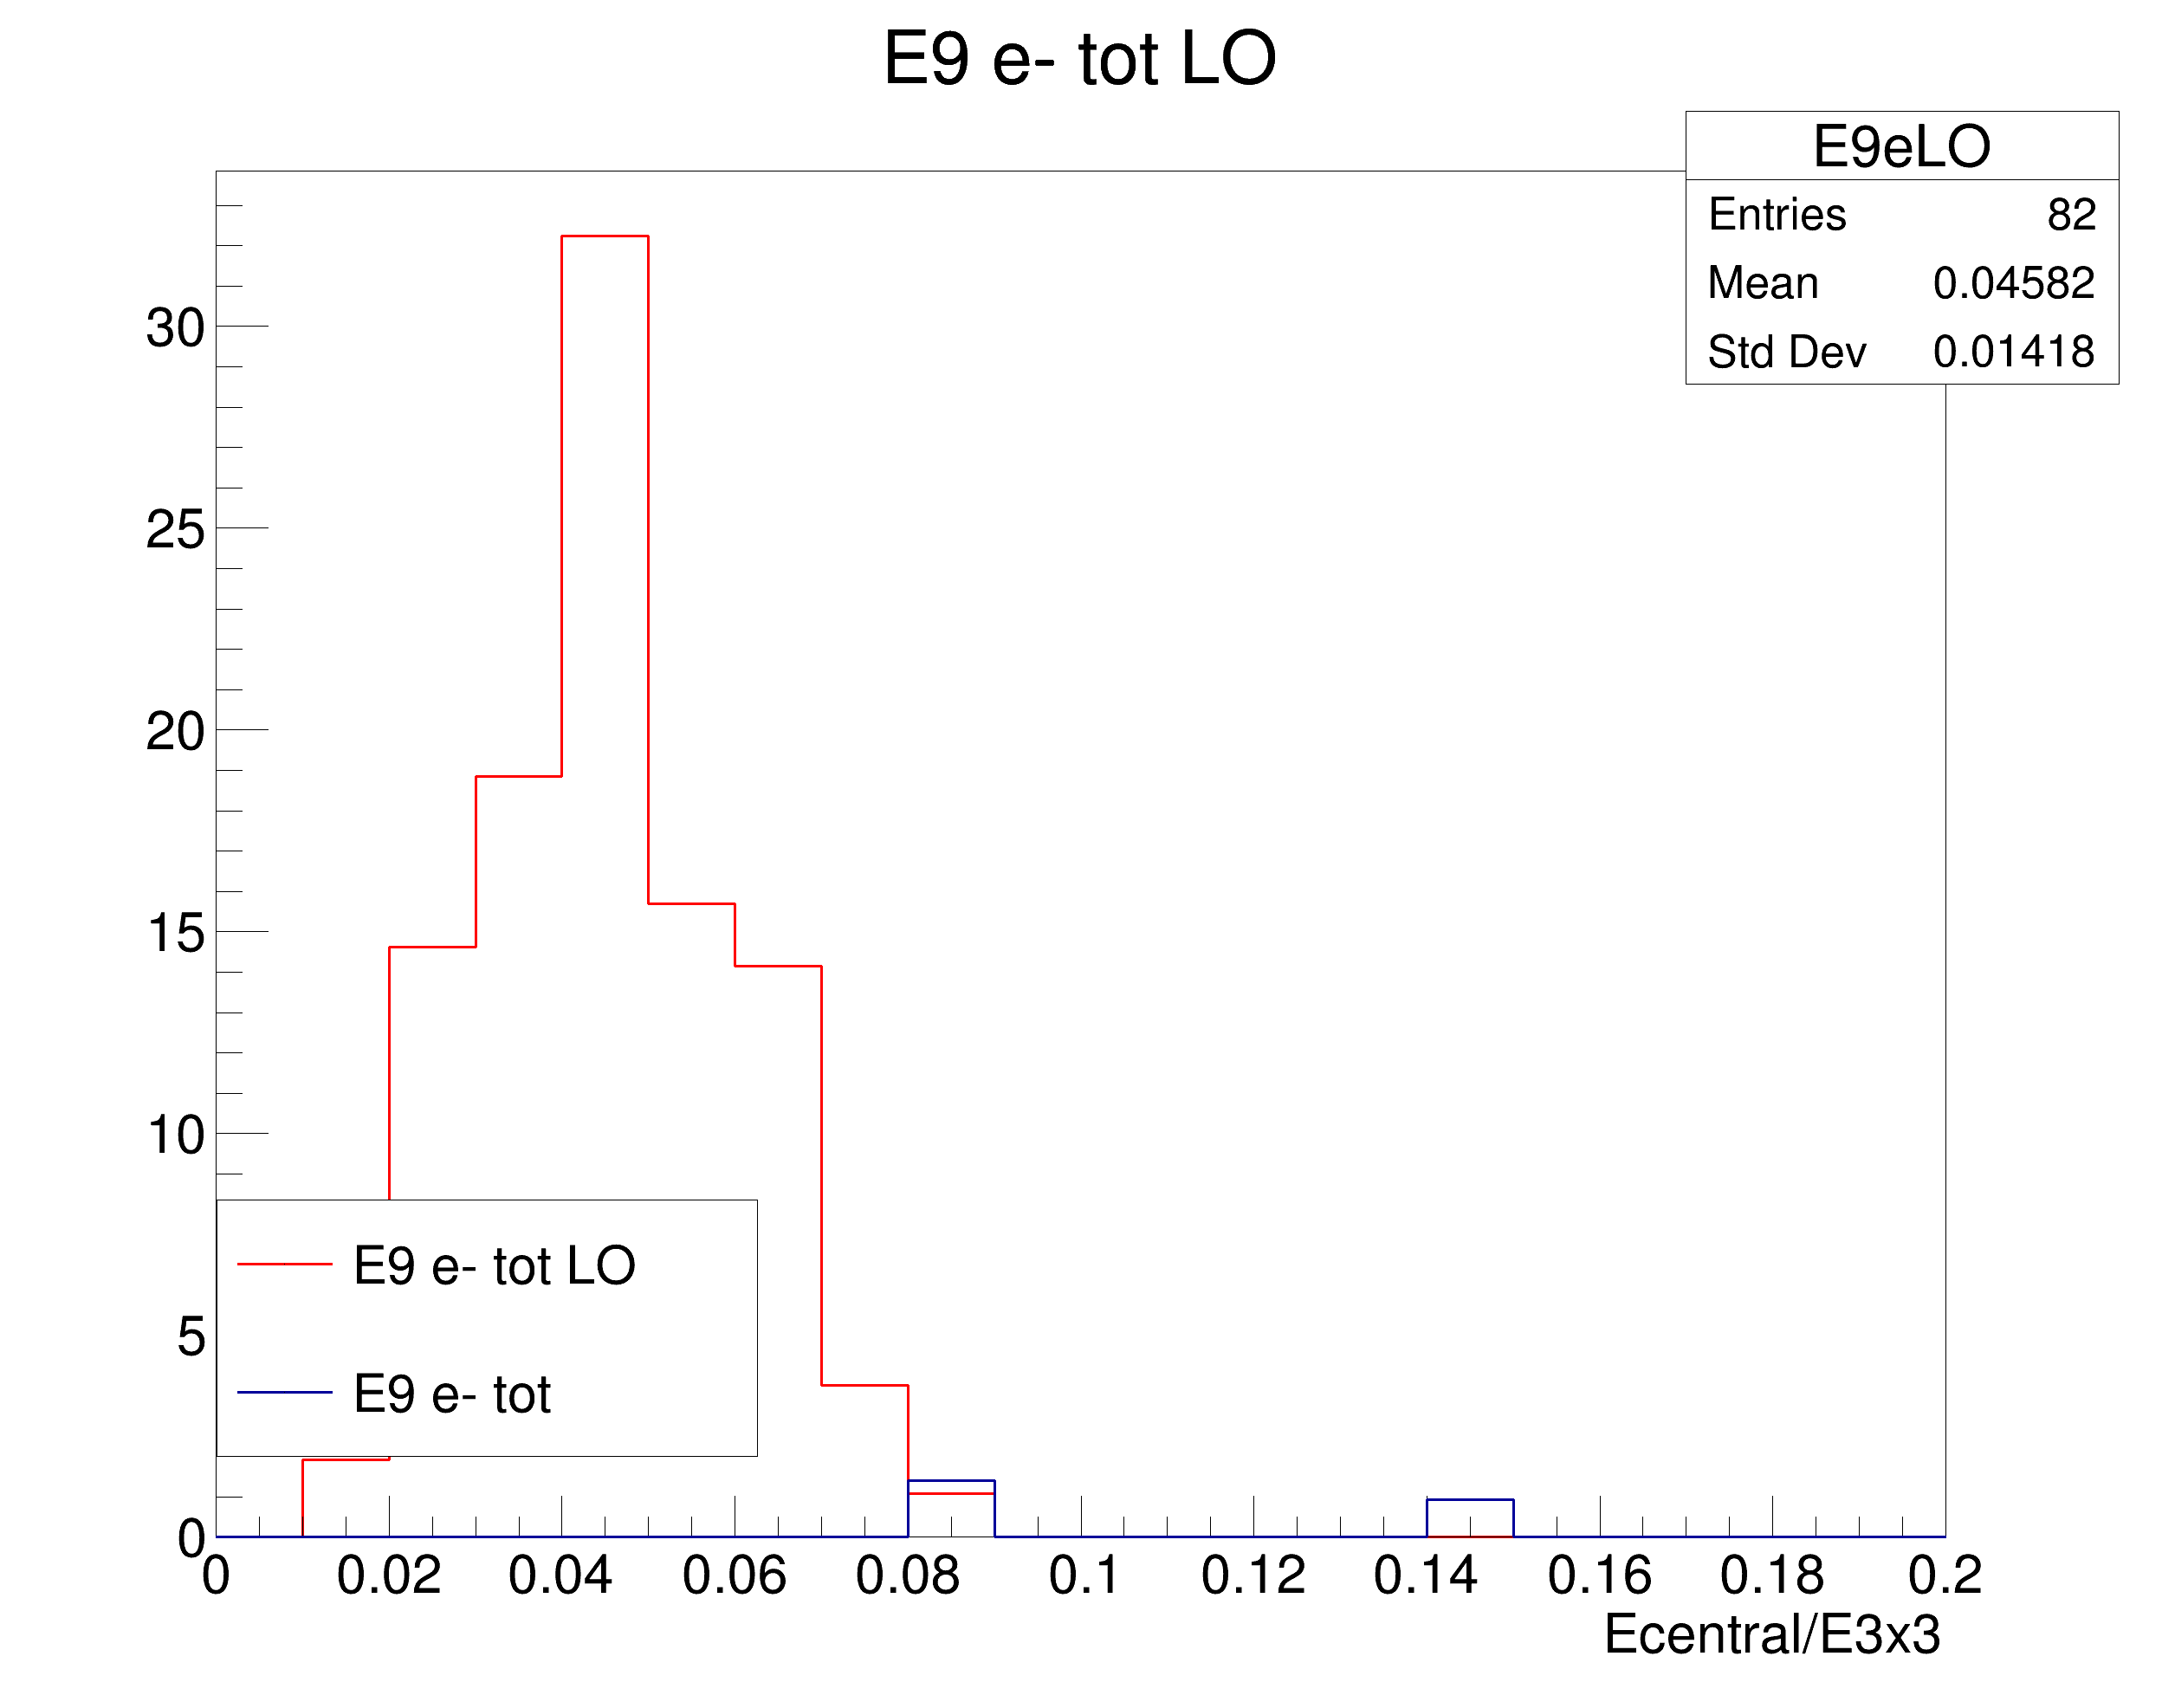 E9 e- tot LO
E9eLO
Entries 82
Mean 0.04582
Std Dev 0.01418
30
25
20
15
10
5
0
E9 e- tot LO
E9 e- tot
0 0.02 0.04 0.06 0.08 0.1 0.12 0.14 0.16 0.18 0.2
Ecentral/E3x3